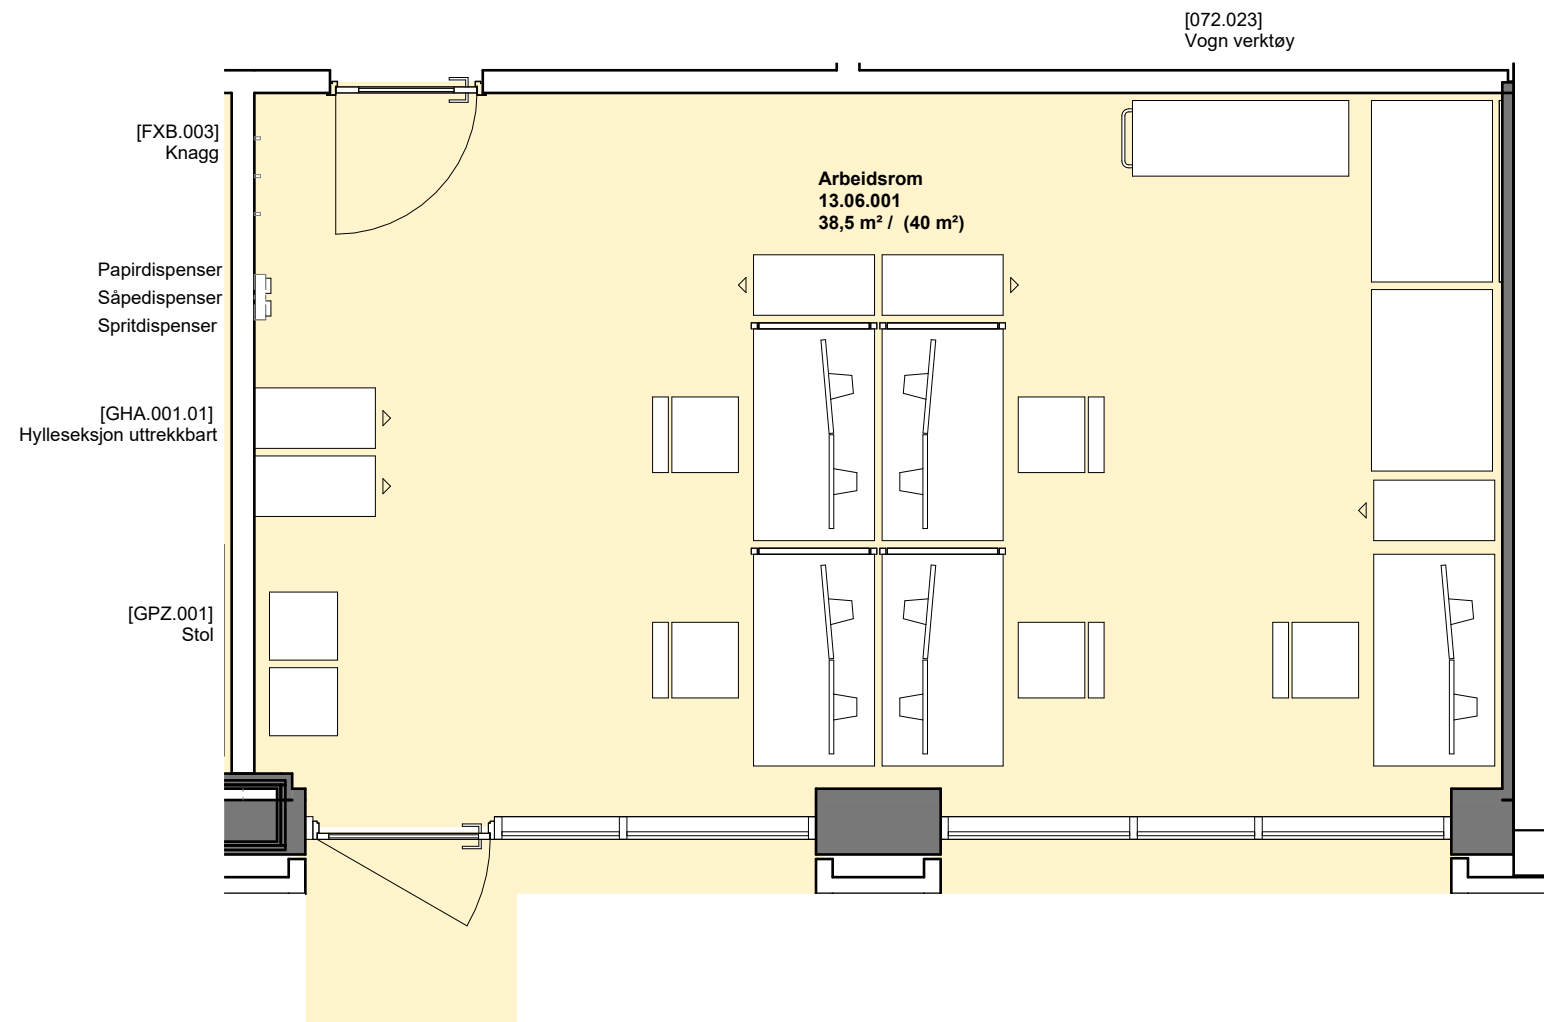 [072.023]
Vogn verktøy
[FXB.003]
Knagg
Arbeidsrom
13.06.001
38,5 m² / (40 m²)
Papirdispenser
Såpedispenser
Spritdispenser
[GHA.001.01]
Hylleseksjon uttrekkbart
[GPZ.001]
Stol